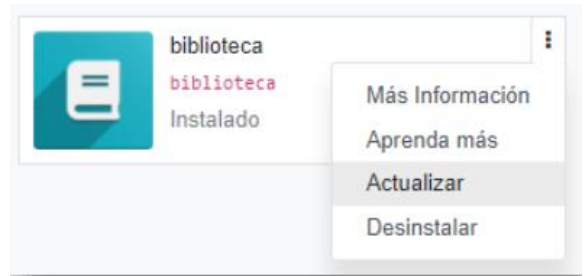 biblioteca
biblioteca
Instalado
Más Información
Aprenda más
Actualizar
Desinstalar